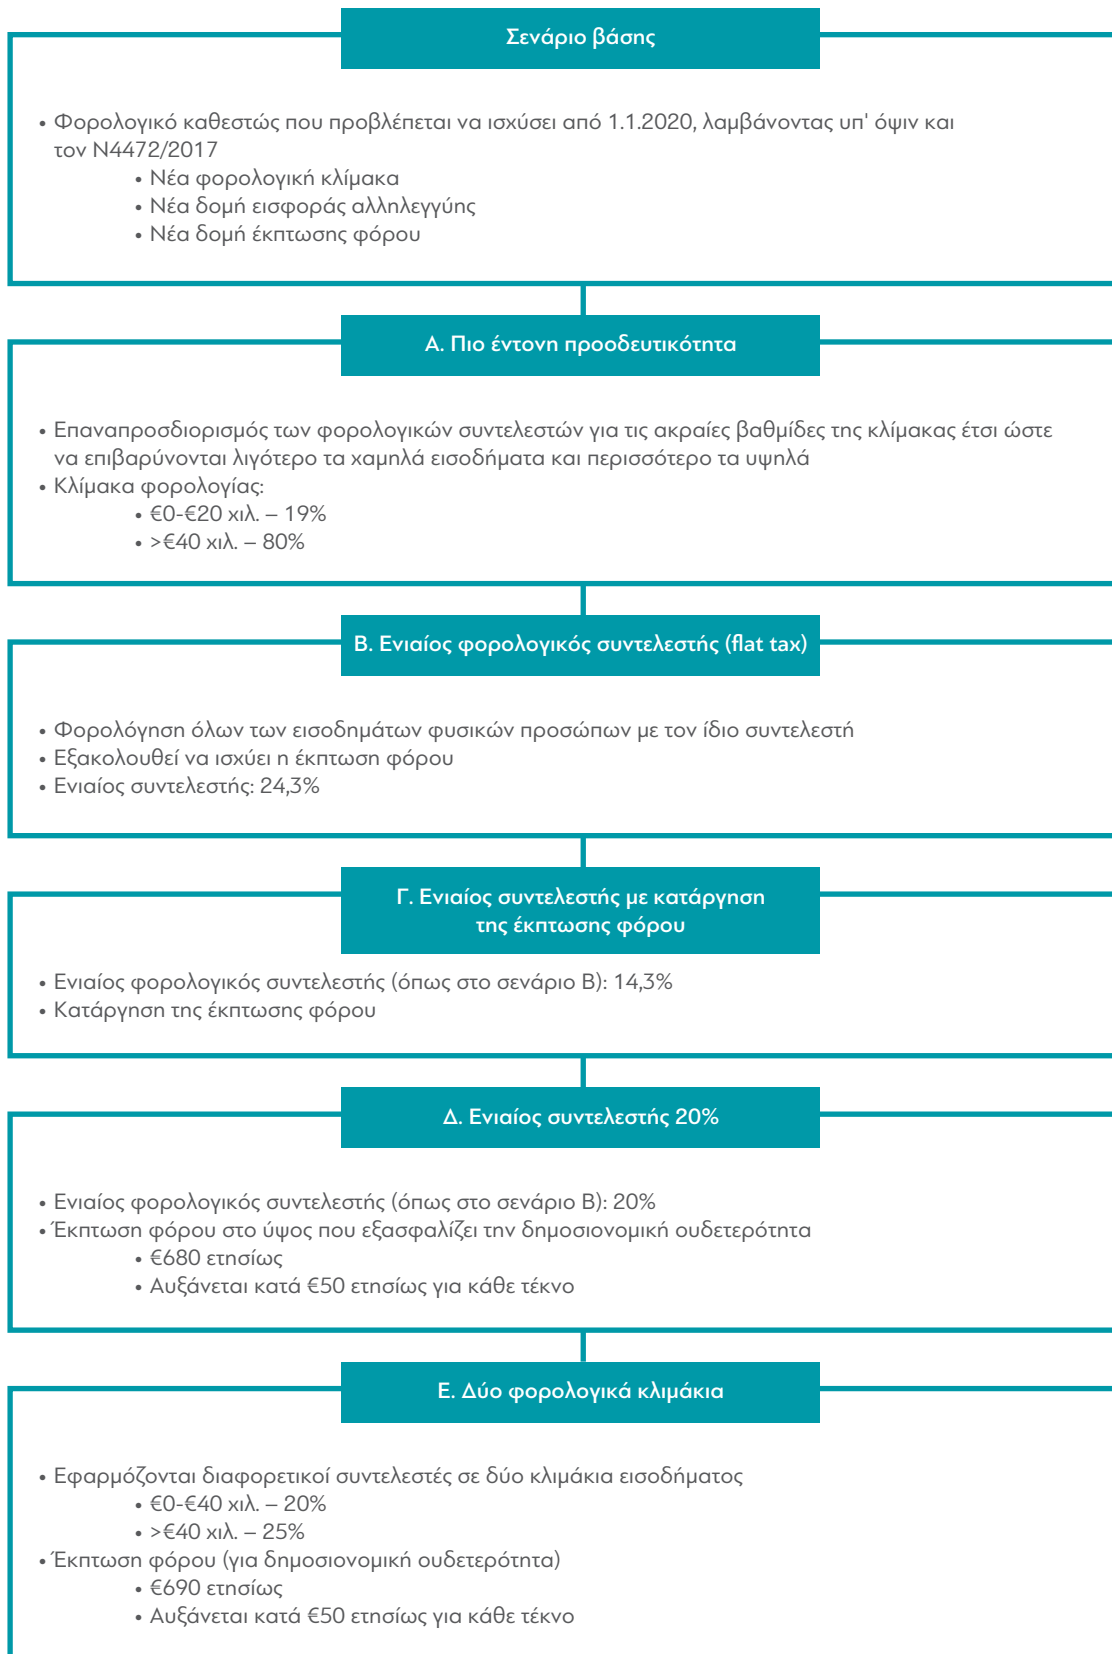 Σενάριο βάσης
• Φορολογικό καθεστώς που προβλέπεται να ισχύσει από 1.1.2020, λαμβάνοντας υπ' όψιν και
τον Ν4472/2017
• Νέα φορολογική κλίμακα
• Νέα δομή εισφοράς αλληλεγγύης
• Νέα δομή έκπτωσης φόρου
Α. Πιο έντονη προοδευτικότητα
• Επαναπροσδιορισμός των φορολογικών συντελεστών για τις ακραίες βαθμίδες της κλίμακας έτσι ώστε
να επιβαρύνονται λιγότερο τα χαμηλά εισοδήματα και περισσότερο τα υψηλά
• Κλίμακα φορολογίας:
• €0-€20 χιλ. – 19%
• >€40 χιλ. – 80%
Β. Ενιαίος φορολογικός συντελεστής (flat tax)
• Φορολόγηση όλων των εισοδημάτων φυσικών προσώπων με τον ίδιο συντελεστή
• Εξακολουθεί να ισχύει η έκπτωση φόρου
• Ενιαίος συντελεστής: 24,3%
Γ. Ενιαίος συντελεστής με κατάργηση
της έκπτωσης φόρου
• Ενιαίος φορολογικός συντελεστής (όπως στο σενάριο Β): 14,3%
• Κατάργηση της έκπτωσης φόρου
Δ. Ενιαίος συντελεστής 20%
• Ενιαίος φορολογικός συντελεστής (όπως στο σενάριο Β): 20%
• Έκπτωση φόρου στο ύψος που εξασφαλίζει την δημοσιονομική ουδετερότητα
• €680 ετησίως
• Αυξάνεται κατά €50 ετησίως για κάθε τέκνο
Ε. Δύο φορολογικά κλιμάκια
• Εφαρμόζονται διαφορετικοί συντελεστές σε δύο κλιμάκια εισοδήματος
• €0-€40 χιλ. – 20%
• >€40 χιλ. – 25%
• Έκπτωση φόρου (για δημοσιονομική ουδετερότητα)
• €690 ετησίως
• Αυξάνεται κατά €50 ετησίως για κάθε τέκνο